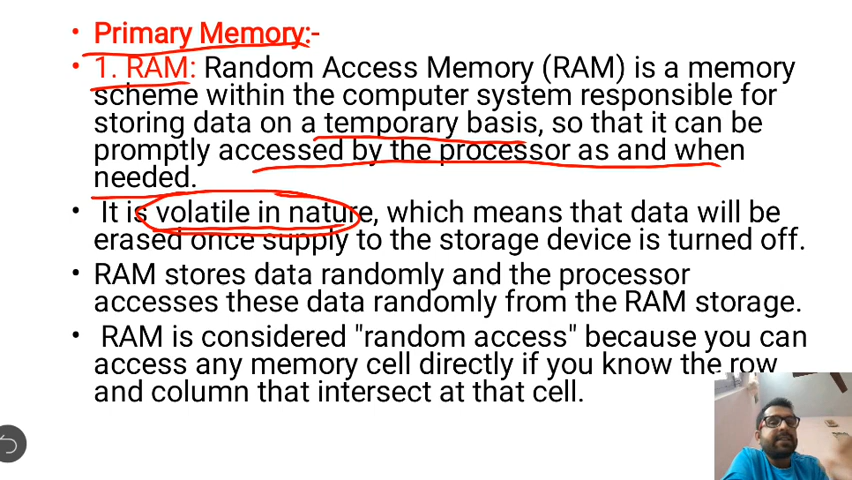 • Primary Memory:-
• 1. RAM: Random Access Memory (RAM) is a memory
scheme within the computer system responsible for
storing data on a temporary basis, so that it can be
promptly accessed by the processor as and when
needed.
• It is volatile in nature, which means that data will be
erased once supply to the storage device is turned off.
• RAM stores data randomly and the processor
accesses these data randomly from the RAM storage.
• RAM is considered "random access" because you can
access any memory cell directly if you know the row
and column that intersect at that cell.